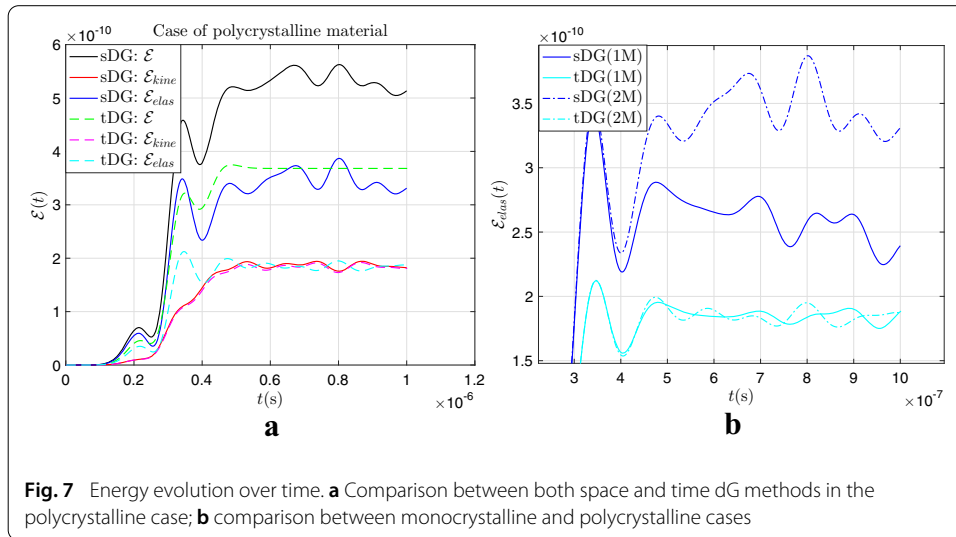 Case of polycrystalline material
×10⁻¹⁰
6
5
4
3
2
1
0
ℰ(t)
sDG: ℰ
sDG: ℰ_kine
sDG: ℰ_elas
tDG: ℰ
tDG: ℰ_kine
tDG: ℰ_elas
0 0.2 0.4 0.6 0.8 1 1.2
t(s)
×10⁻⁶
a
×10⁻¹⁰
3.5
3
2.5
2
1.5
ℰ_elas(t)
sDG(1M)
tDG(1M)
sDG(2M)
tDG(2M)
3 4 5 6 7 8 9 10
t(s)
×10⁻⁷
b
Fig. 7 Energy evolution over time. a Comparison between both space and time dG methods in the
polycrystalline case; b comparison between monocrystalline and polycrystalline cases